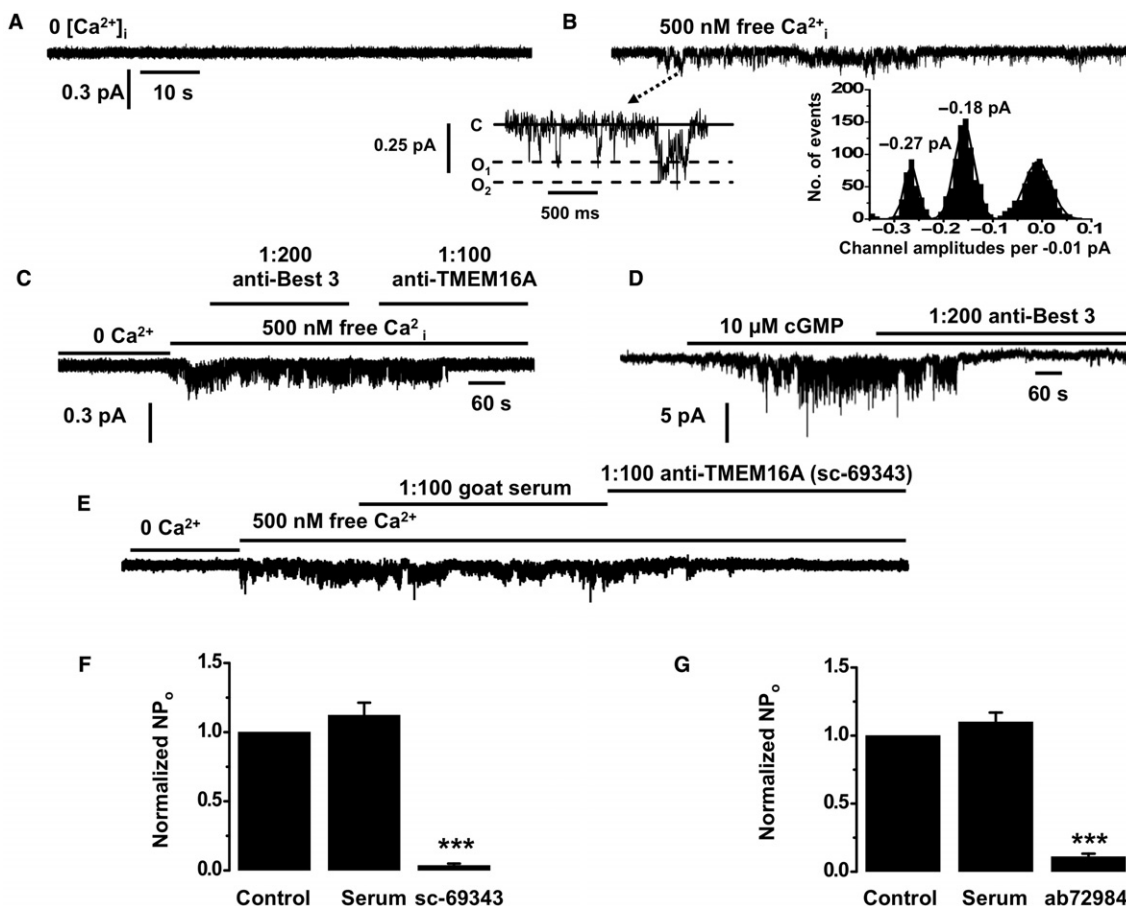 A
0 [Ca²⁺]ᵢ
0.3 pA
10 s
B
500 nM free Ca²⁺ᵢ
0.25 pA
C
O₁
O₂
500 ms
No. of events
200
150
100
50
0
−0.27 pA
−0.18 pA
−0.3 −0.2 −0.1 0.0 0.1
Channel amplitudes per -0.01 pA
C
1:200
anti-Best 3
1:100
anti-TMEM16A
0 Ca²⁺
500 nM free Ca²ᵢ
60 s
0.3 pA
D
10 µM cGMP
1:200 anti-Best 3
60 s
5 pA
E
0 Ca²⁺
500 nM free Ca²⁺
1:100 goat serum
1:100 anti-TMEM16A (sc-69343)
F
Normalized NPₒ
1.5
1.0
0.5
0.0
***
Control Serum sc-69343
G
Normalized NPₒ
1.5
1.0
0.5
0.0
***
Control Serum ab72984